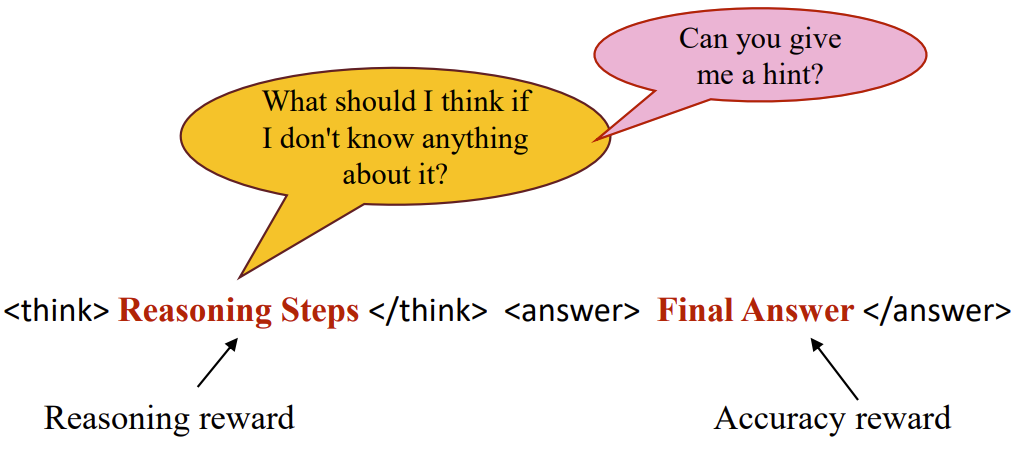 Can you give
me a hint?
What should I think if
I don't know anything
about it?
<think> Reasoning Steps </think> <answer> Final Answer </answer>
Reasoning reward
Accuracy reward